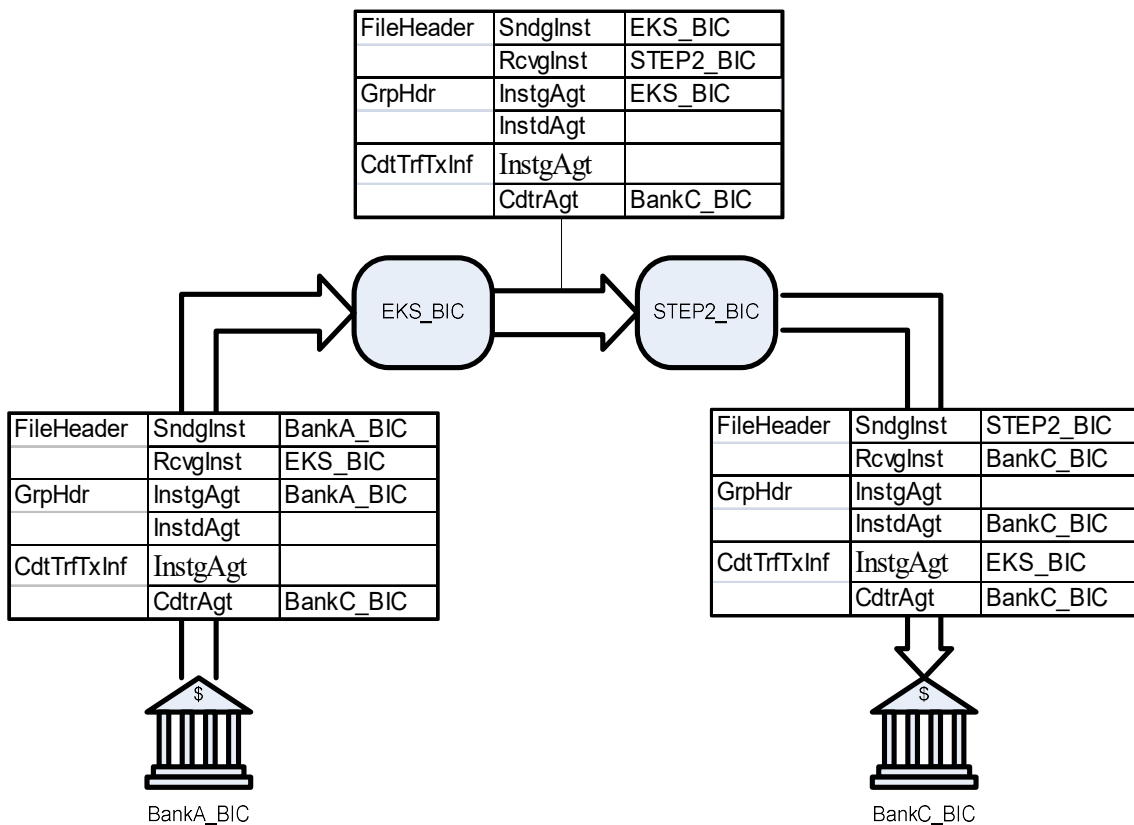 FileHeader SndgInst EKS_BIC
RcvgInst STEP2_BIC
GrpHdr InstgAgt EKS_BIC
InstdAgt
CdtTrfTxInf InstgAgt
CdtrAgt BankC_BIC
EKS_BIC
STEP2_BIC
FileHeader SndgInst BankA_BIC
RcvgInst EKS_BIC
GrpHdr InstgAgt BankA_BIC
InstdAgt
CdtTrfTxInf InstgAgt
CdtrAgt BankC_BIC
FileHeader SndgInst STEP2_BIC
RcvgInst BankC_BIC
GrpHdr InstgAgt
InstdAgt BankC_BIC
CdtTrfTxInf InstgAgt EKS_BIC
CdtrAgt BankC_BIC
$
BankA_BIC
$
BankC_BIC